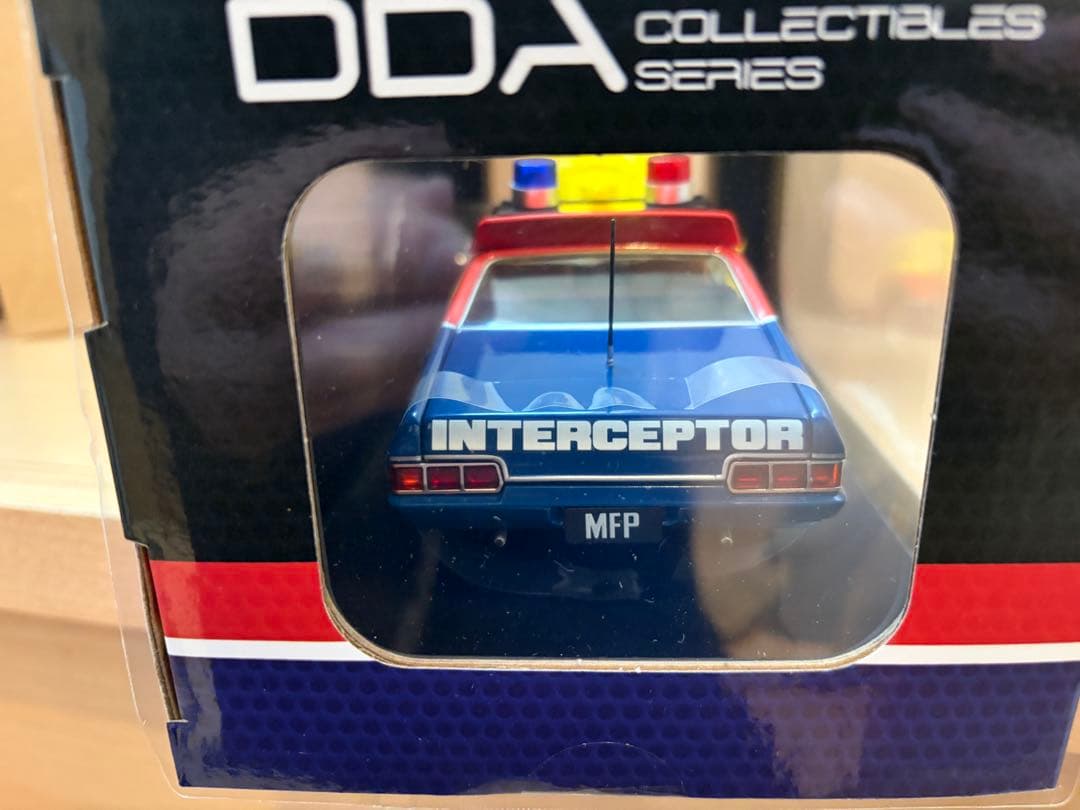 DDA COLLECTIBLES
SERIES
INTERCEPTOR
MFP